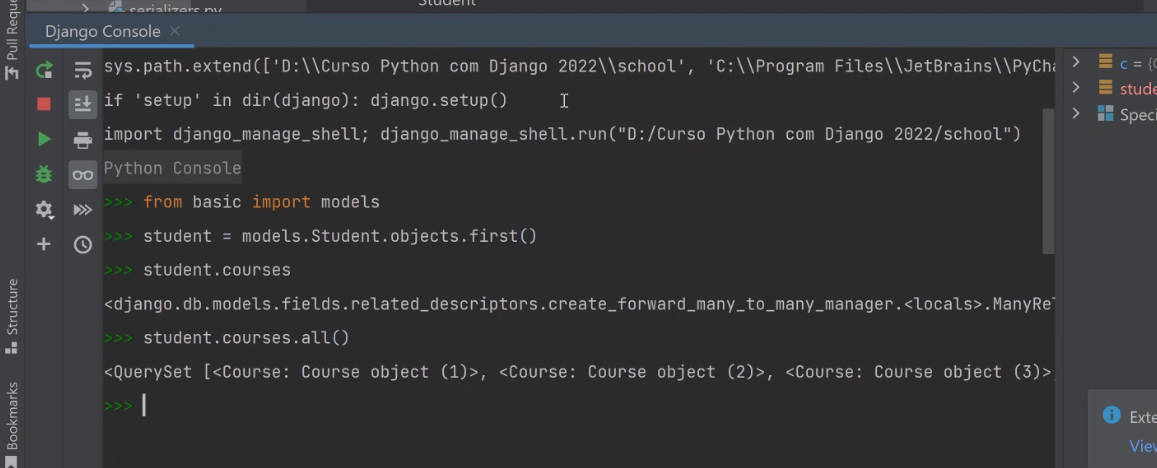 serializers.py
Student
Pull Reque
Django Console
sys.path.extend(['D:\\Curso Python com Django 2022\\school', 'C:\\Program Files\\JetBrains\\PyCha
if 'setup' in dir(django): django.setup()
import django_manage_shell; django_manage_shell.run("D:/Curso Python com Django 2022/school")
Python Console
>>> from basic import models
>>> student = models.Student.objects.first()
>>> student.courses
<django.db.models.fields.related_descriptors.create_forward_many_to_many_manager.<locals>.ManyRel
>>> student.courses.all()
<QuerySet [<Course: Course object (1)>, <Course: Course object (2)>, <Course: Course object (3)>,
>>>
c = {
stude
Speci
Structure
Bookmarks
Exte
View